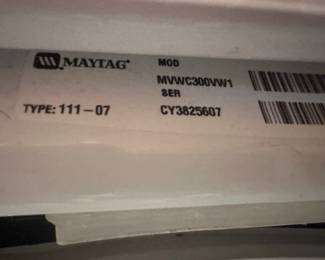 MAYTAG®
MOD
MVWC300VW1
SER
TYPE: 111-07
CY3825607